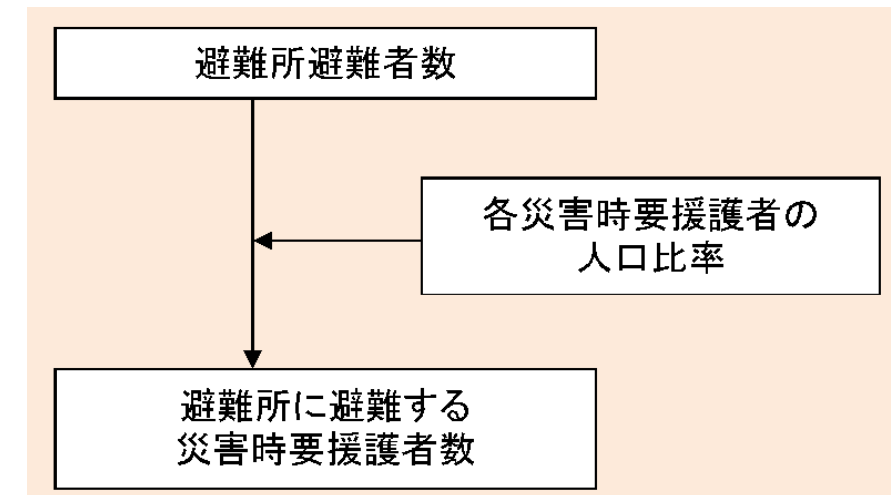 避難所避難者数
各災害時要援護者の
人口比率
避難所に避難する
災害時要援護者数